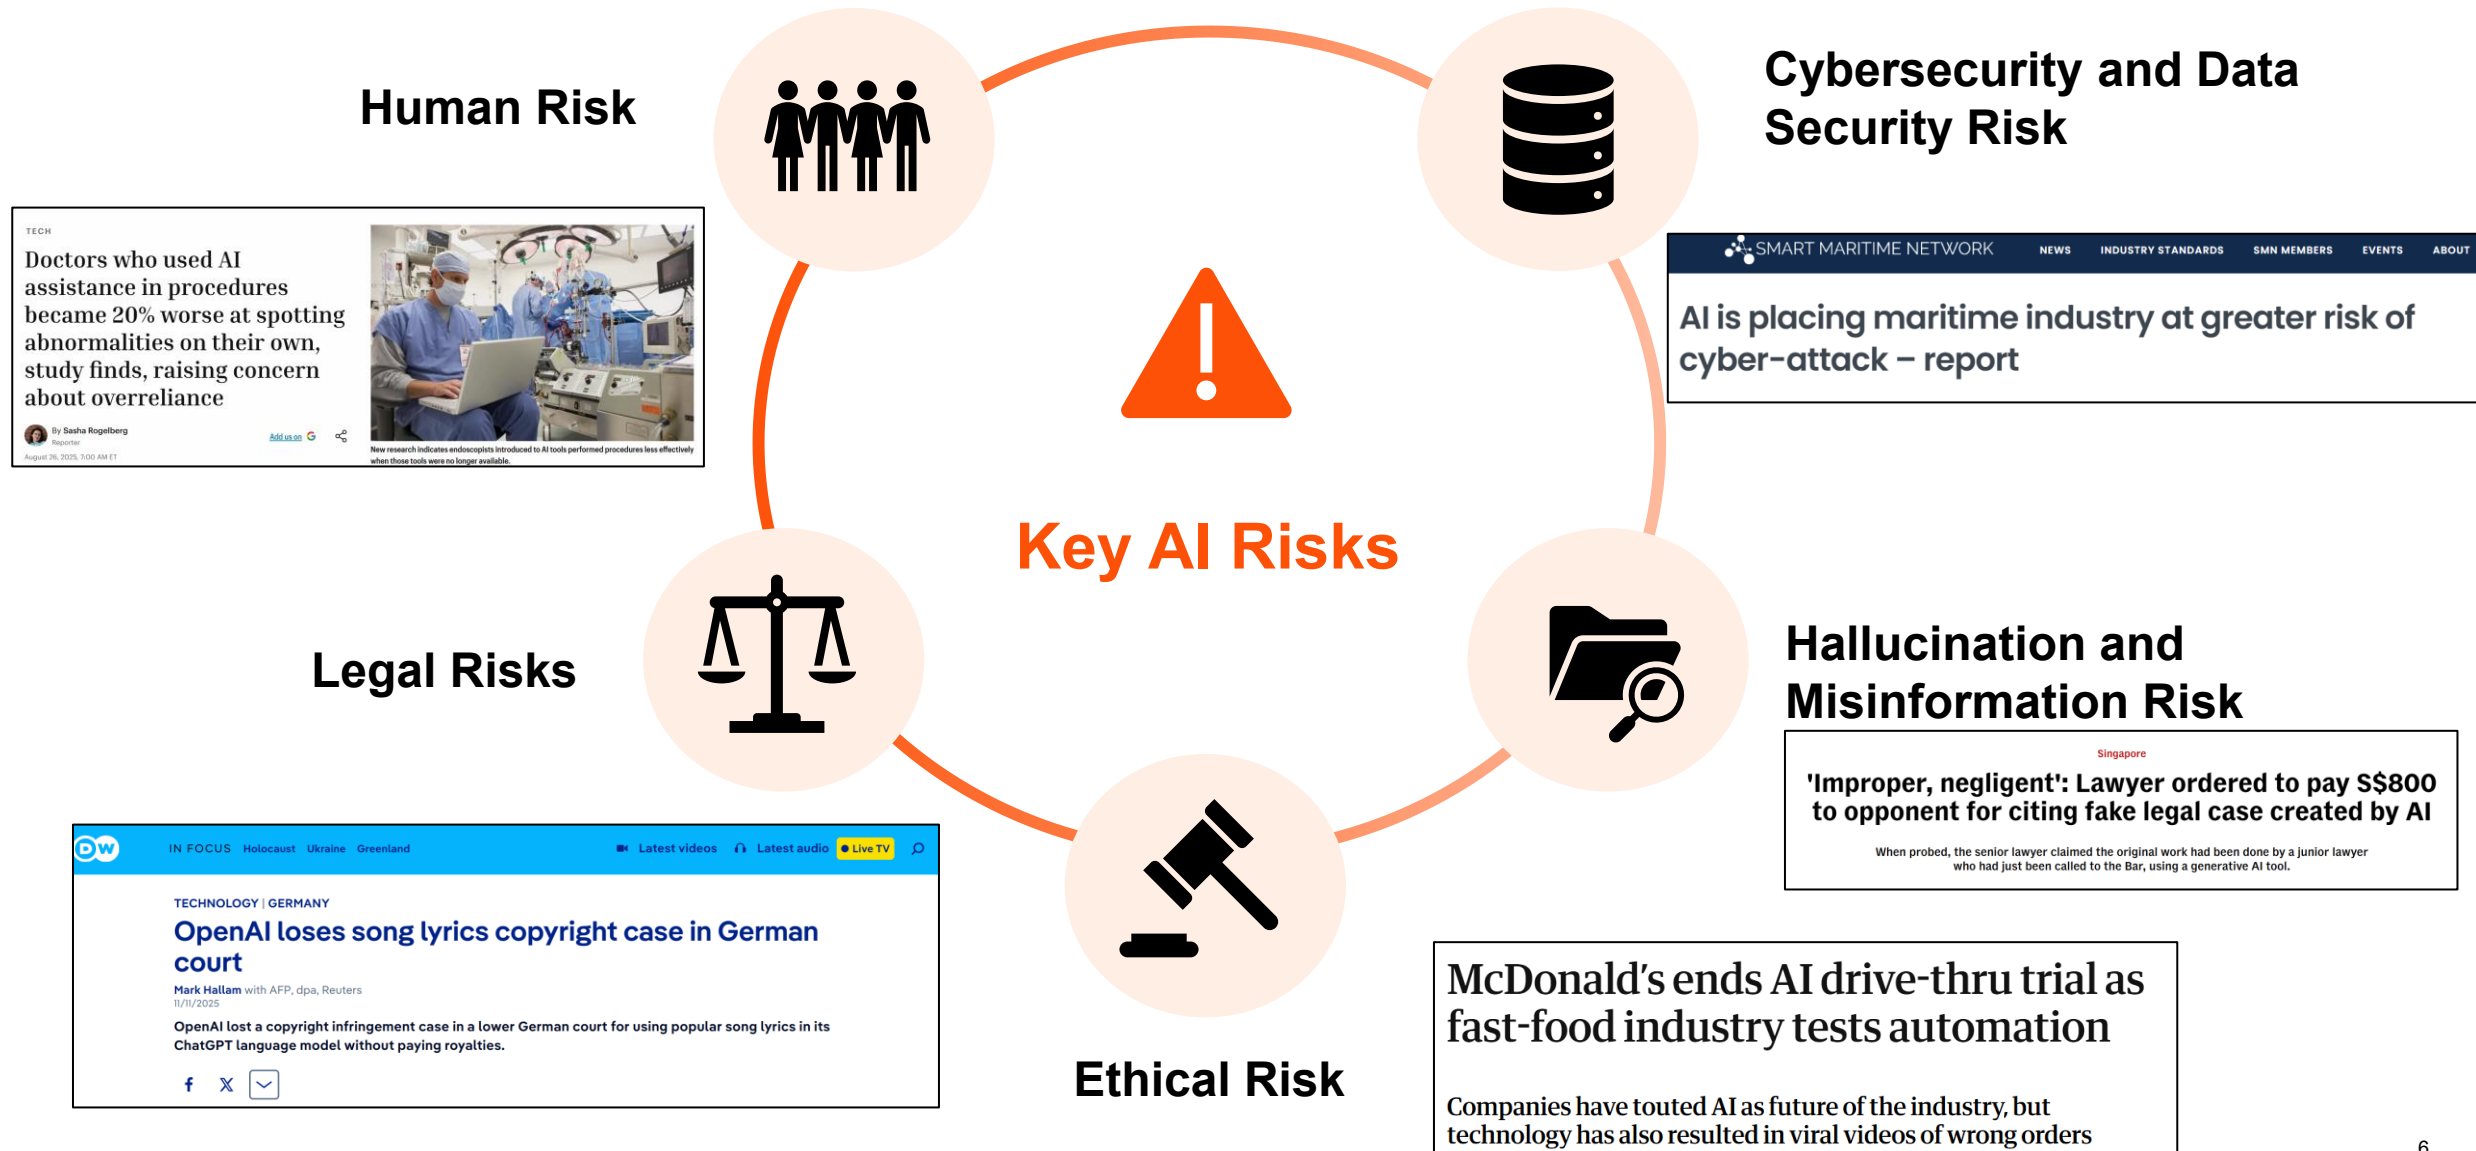 Human Risk
Cybersecurity and Data
Security Risk
TECH
Doctors who used AI
assistance in procedures
became 20% worse at spotting
abnormalities on their own,
study finds, raising concern
about overreliance
By Sasha Rogelberg
Reporter
August 26, 2025, 7:00 AM ET
Add us on G
New research indicates endoscopists introduced to AI tools performed procedures less effectively
when those tools were no longer available.
SMART MARITIME NETWORK NEWS INDUSTRY STANDARDS SMN MEMBERS EVENTS ABOUT
AI is placing maritime industry at greater risk of
cyber-attack – report
Key AI Risks
Legal Risks
Hallucination and
Misinformation Risk
Singapore
'Improper, negligent': Lawyer ordered to pay S$800
to opponent for citing fake legal case created by AI
When probed, the senior lawyer claimed the original work had been done by a junior lawyer
who had just been called to the Bar, using a generative AI tool.
DW IN FOCUS Holocaust Ukraine Greenland Latest videos Latest audio Live TV
TECHNOLOGY | GERMANY
OpenAI loses song lyrics copyright case in German
court
Mark Hallam with AFP, dpa, Reuters
11/11/2025
OpenAI lost a copyright infringement case in a lower German court for using popular song lyrics in its
ChatGPT language model without paying royalties.
f X
Ethical Risk
McDonald's ends AI drive-thru trial as
fast-food industry tests automation
Companies have touted AI as future of the industry, but
technology has also resulted in viral videos of wrong orders
6